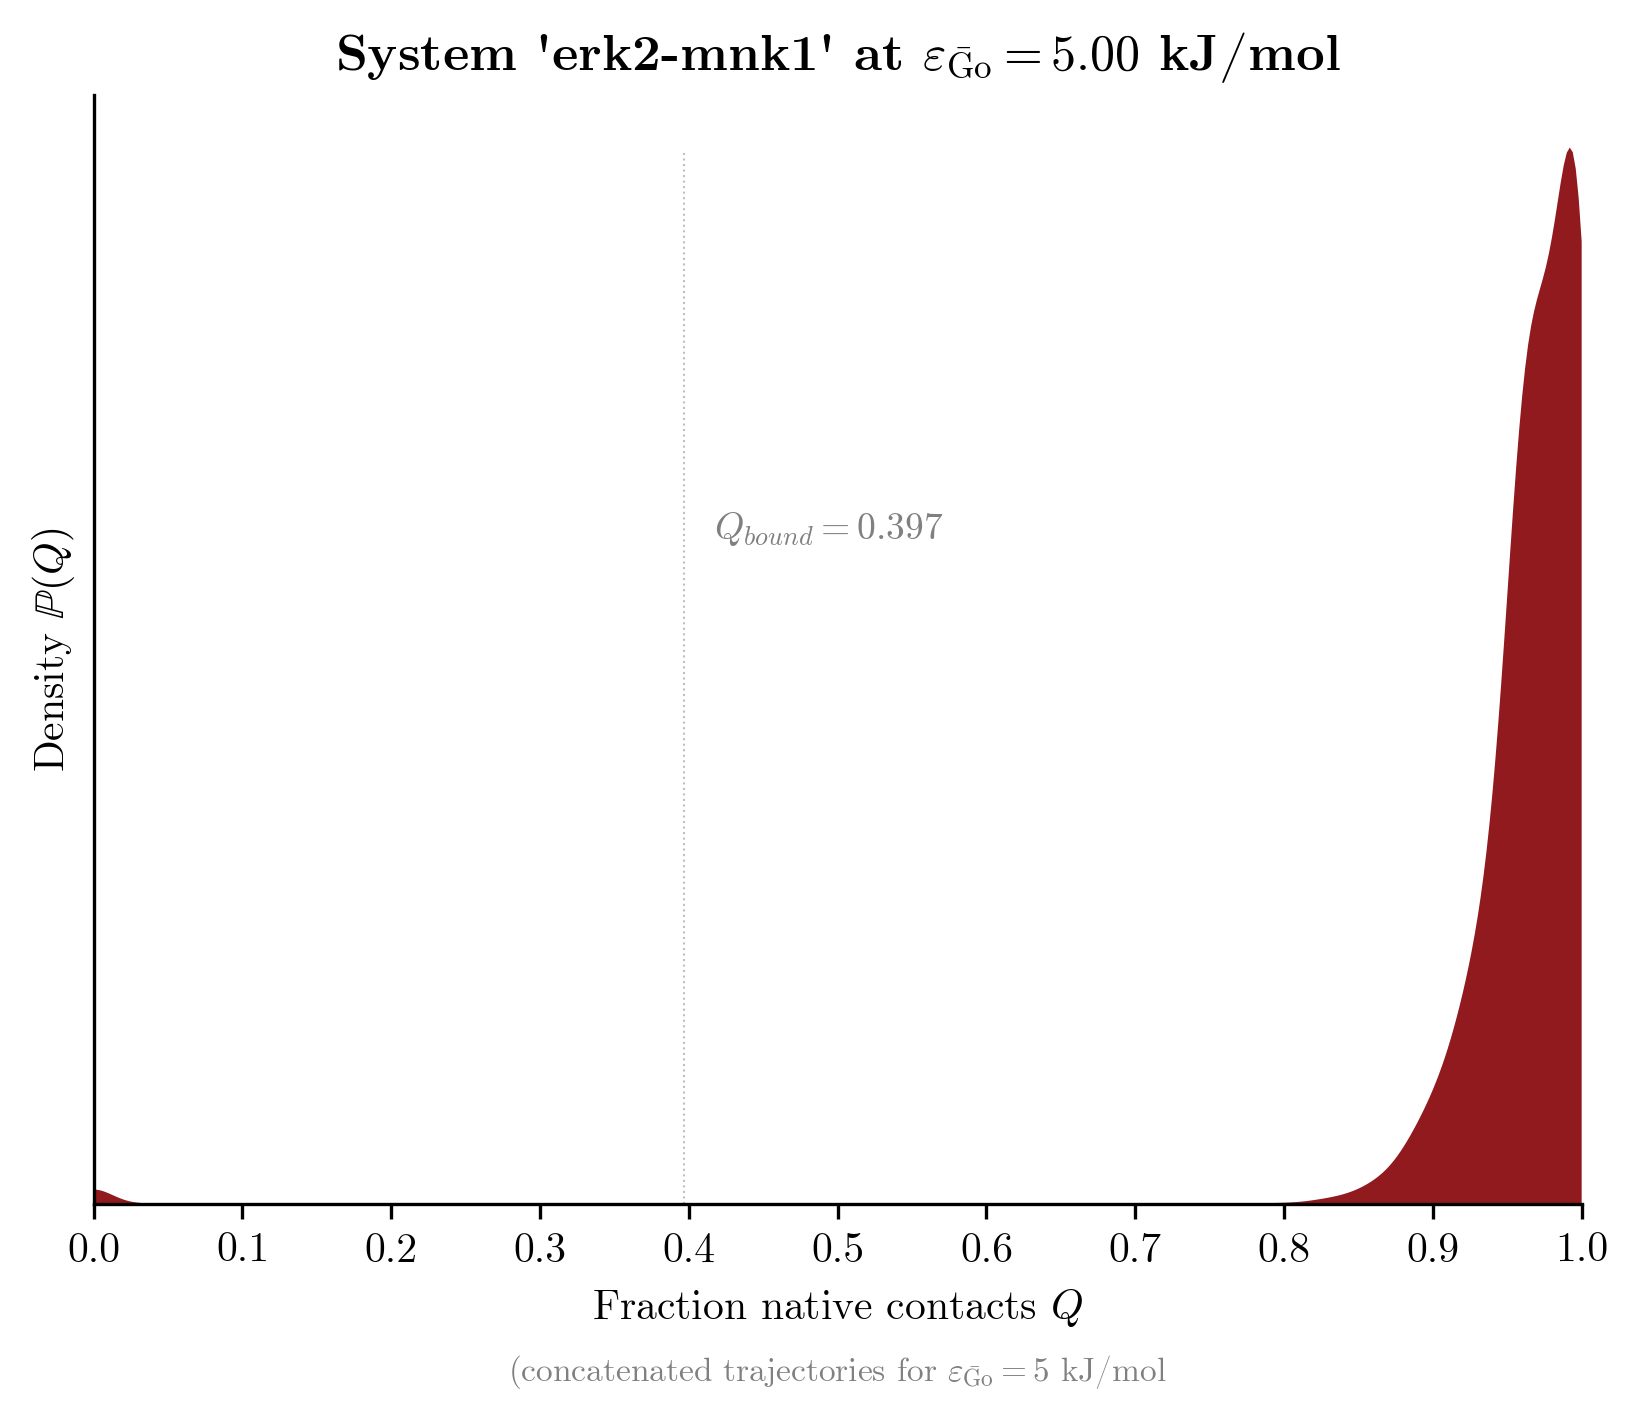 System 'erk2-mnk1' at ε_Ḡo = 5.00 kJ/mol
Density ℙ(Q)
Q_bound = 0.397
0.0 0.1 0.2 0.3 0.4 0.5 0.6 0.7 0.8 0.9 1.0
Fraction native contacts Q
(concatenated trajectories for ε_Ḡo = 5 kJ/mol